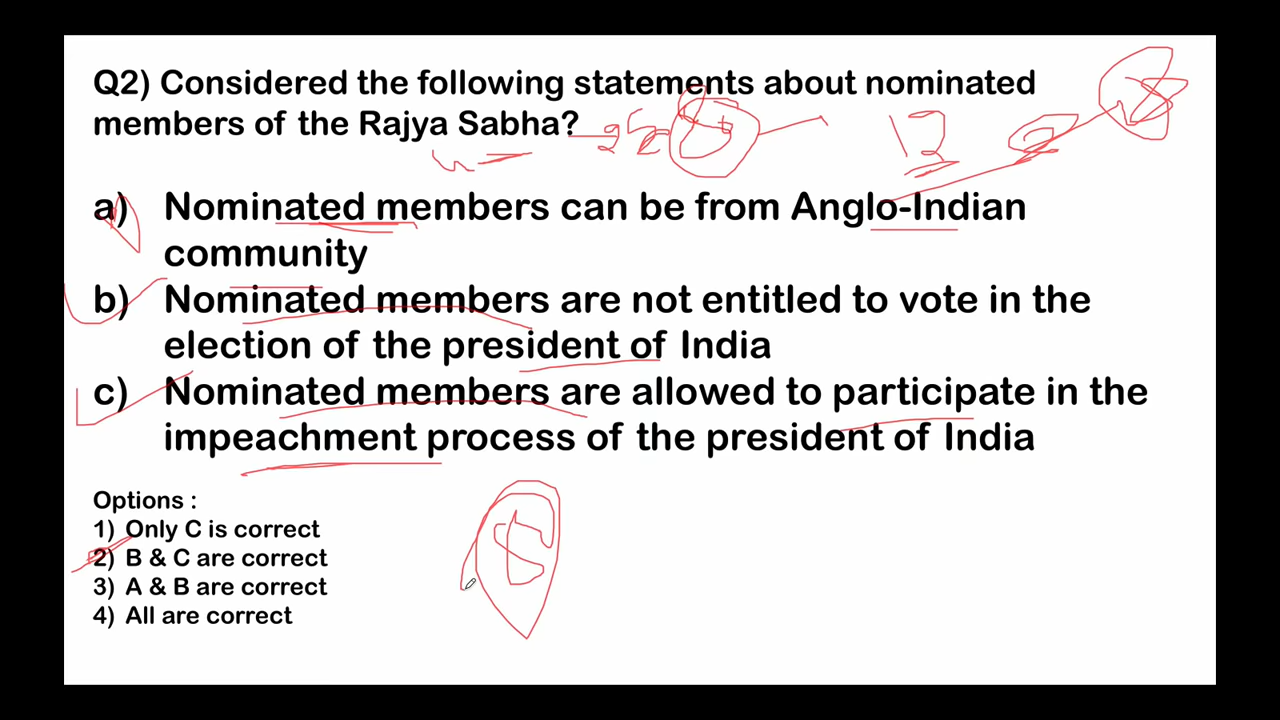 Q2) Considered the following statements about nominated
members of the Rajya Sabha?
12
a) Nominated members can be from Anglo-Indian
community
b) Nominated members are not entitled to vote in the
election of the president of India
c) Nominated members are allowed to participate in the
impeachment process of the president of India
Options :
1) Only C is correct
2) B & C are correct
3) A & B are correct
4) All are correct